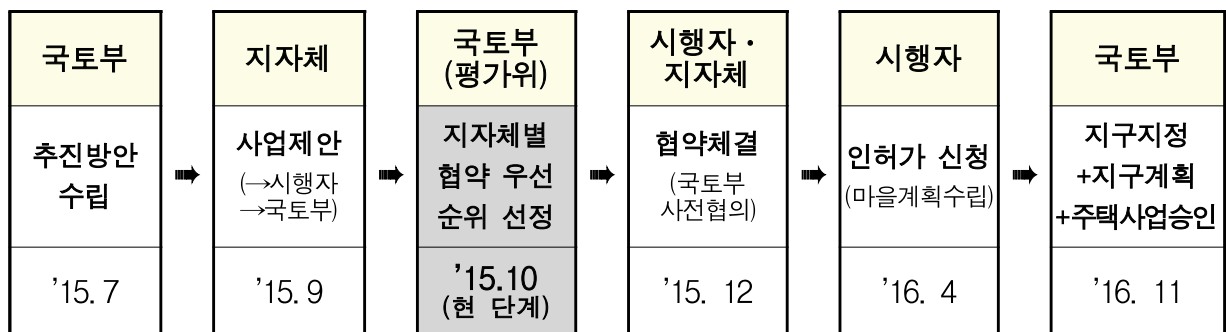 국토부
추진방안
수립
’15. 7
➠
지자체
사업제안
(→시행자
→국토부)
’15. 9
➠
국토부
(평가위)
지자체별
협약 우선
순위 선정
’15.10
(현 단계)
➠
시행자·
지자체
협약체결
(국토부
사전협의)
’15. 12
➠
시행자
인허가 신청
(마을계획수립)
’16. 4
➠
국토부
지구지정
+지구계획
+주택사업승인
’16. 11